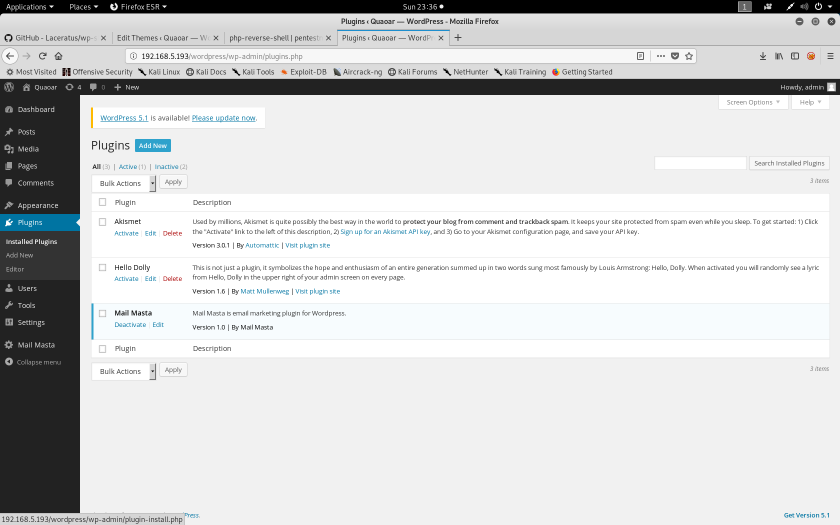 Applications Places Firefox ESR Sun 23:36 1
Plugins ‹ Quaoar — WordPress - Mozilla Firefox
GitHub - Laceratus/wp-s Edit Themes ‹ Quaoar — W php-reverse-shell | pentest Plugins ‹ Quaoar — WordPr
192.168.5.193/wordpress/wp-admin/plugins.php
Most Visited Offensive Security Kali Linux Kali Docs Kali Tools Exploit-DB Aircrack-ng Kali Forums NetHunter Kali Training Getting Started
Quaoar 4 0 New Howdy, admin
Screen Options Help
Dashboard
Posts
Media
Pages
Comments
Appearance
Plugins
Installed Plugins
Add New
Editor
Users
Tools
Settings
Mail Masta
Collapse menu
WordPress 5.1 is available! Please update now.
Plugins Add New
All (3) | Active (1) | Inactive (2)
Search Installed Plugins
Bulk Actions Apply 3 items
Plugin Description
Akismet
Activate | Edit | Delete
Used by millions, Akismet is quite possibly the best way in the world to protect your blog from comment and trackback spam. It keeps your site protected from spam even while you sleep. To get started: 1) Click
the "Activate" link to the left of this description, 2) Sign up for an Akismet API key, and 3) Go to your Akismet configuration page, and save your API key.
Version 3.0.1 | By Automattic | Visit plugin site
Hello Dolly
Activate | Edit | Delete
This is not just a plugin, it symbolizes the hope and enthusiasm of an entire generation summed up in two words sung most famously by Louis Armstrong: Hello, Dolly. When activated you will randomly see a lyric
from Hello, Dolly in the upper right of your admin screen on every page.
Version 1.6 | By Matt Mullenweg | Visit plugin site
Mail Masta
Deactivate | Edit
Mail Masta is email marketing plugin for Wordpress.
Version 1.0 | By Mail Masta
Plugin Description
Bulk Actions Apply 3 items
192.168.5.193/wordpress/wp-admin/plugin-install.php ress. Get Version 5.1